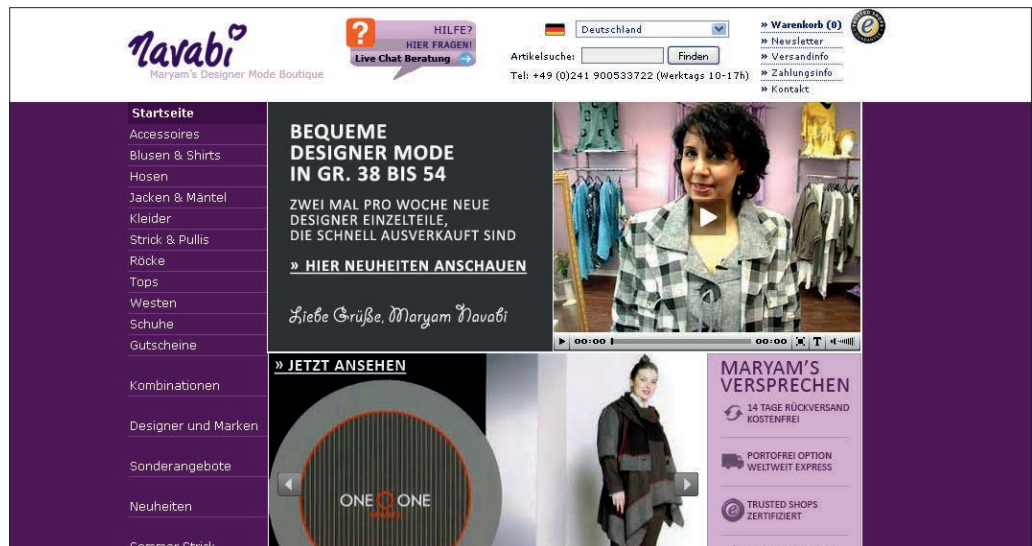 Navabi
Maryam's Designer Mode Boutique
HILFE?
HIER FRAGEN!
Live Chat Beratung
Deutschland
Artikelsuche: Finden
Tel: +49 (0)241 900533722 (Werktags 10-17h)
» Warenkorb (0)
» Newsletter
» Versandinfo
» Zahlungsinfo
» Kontakt
Startseite
Accessoires
Blusen & Shirts
Hosen
Jacken & Mäntel
Kleider
Strick & Pullis
Röcke
Tops
Westen
Schuhe
Gutscheine
Kombinationen
Designer und Marken
Sonderangebote
Neuheiten
Sommer Strick
BEQUEME
DESIGNER MODE
IN GR. 38 BIS 54
ZWEI MAL PRO WOCHE NEUE
DESIGNER EINZELTEILE,
DIE SCHNELL AUSVERKAUFT SIND
» HIER NEUHEITEN ANSCHAUEN
Liebe Grüße, Maryam Navabi
00:00 00:00 T
» JETZT ANSEHEN
ONE O ONE
MARYAM'S
VERSPRECHEN
14 TAGE RÜCKVERSAND
KOSTENFREI
PORTOFREI OPTION
WELTWEIT EXPRESS
TRUSTED SHOPS
ZERTIFIZIERT